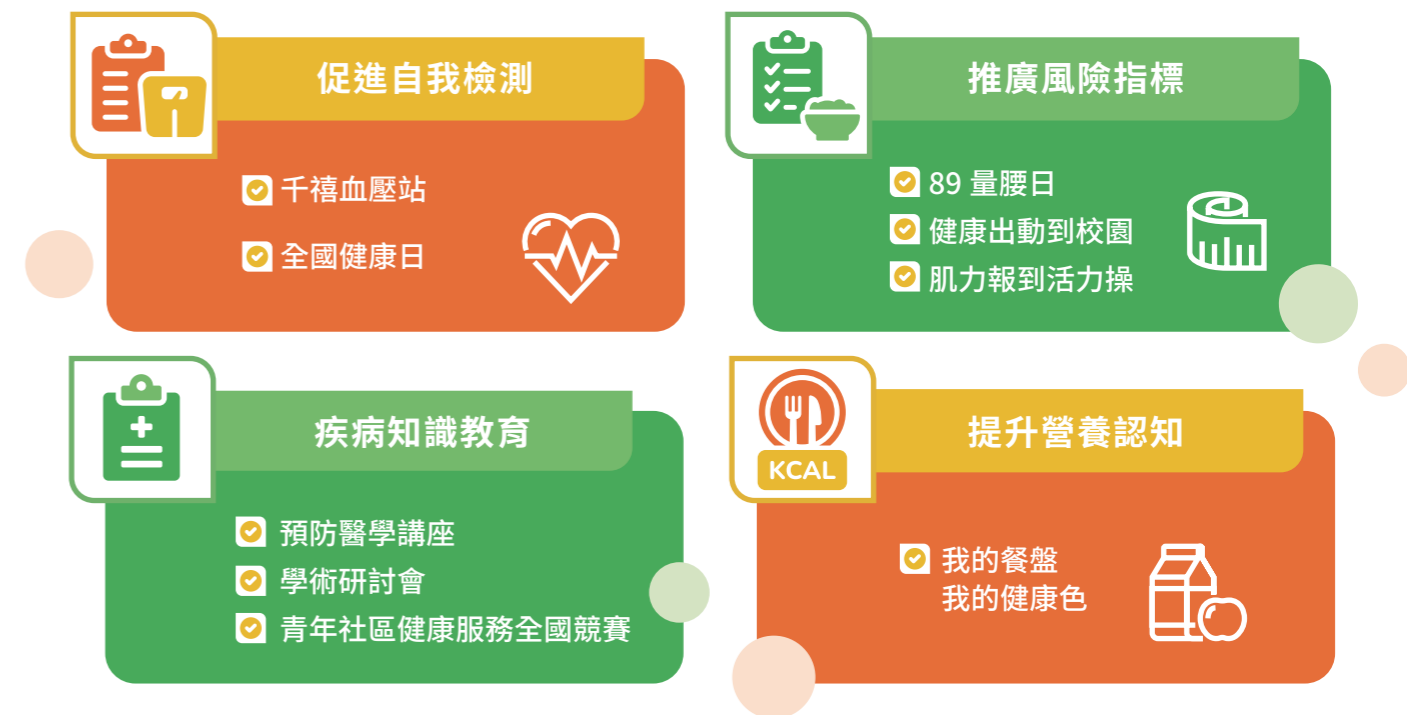 促進自我檢測
千禧血壓站
全國健康日
推廣風險指標
89 量腰日
健康出動到校園
肌力報到活力操
疾病知識教育
預防醫學講座
學術研討會
青年社區健康服務全國競賽
KCAL
提升營養認知
我的餐盤
我的健康色